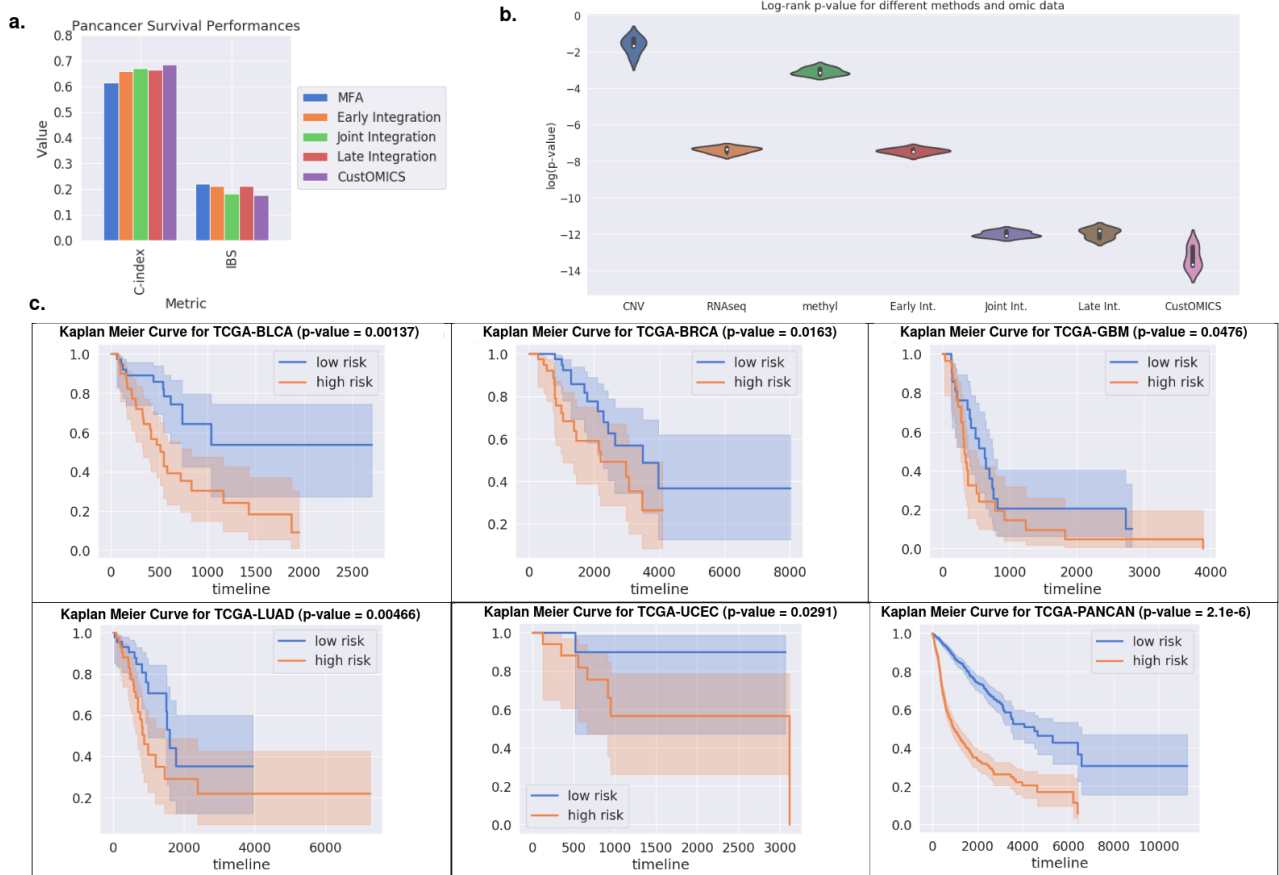 a.
Pancancer Survival Performances
0.8
0.7
0.6
0.5
0.4
0.3
0.2
0.1
0.0
Value
C-index
IBS
Metric
MFA
Early Integration
Joint Integration
Late Integration
CustOMICS
b.
Log-rank p-value for different methods and omic data
0
−2
−4
−6
−8
−10
−12
−14
log(p-value)
CNV RNAseq methyl Early Int. Joint Int. Late Int. CustOMICS
c.
Kaplan Meier Curve for TCGA-BLCA (p-value = 0.00137)
low risk
high risk
1.0
0.8
0.6
0.4
0.2
0.0
0 500 1000 1500 2000 2500
timeline
Kaplan Meier Curve for TCGA-BRCA (p-value = 0.0163)
low risk
high risk
1.0
0.8
0.6
0.4
0.2
0 2000 4000 6000 8000
timeline
Kaplan Meier Curve for TCGA-GBM (p-value = 0.0476)
low risk
high risk
1.0
0.8
0.6
0.4
0.2
0.0
0 1000 2000 3000 4000
timeline
Kaplan Meier Curve for TCGA-LUAD (p-value = 0.00466)
low risk
high risk
1.0
0.8
0.6
0.4
0.2
0 2000 4000 6000
timeline
Kaplan Meier Curve for TCGA-UCEC (p-value = 0.0291)
1.0
0.8
0.6
0.4
0.2
0.0
low risk
high risk
0 500 1000 1500 2000 2500 3000
timeline
Kaplan Meier Curve for TCGA-PANCAN (p-value = 2.1e-6)
low risk
high risk
1.0
0.8
0.6
0.4
0.2
0.0
0 2000 4000 6000 8000 10000
timeline